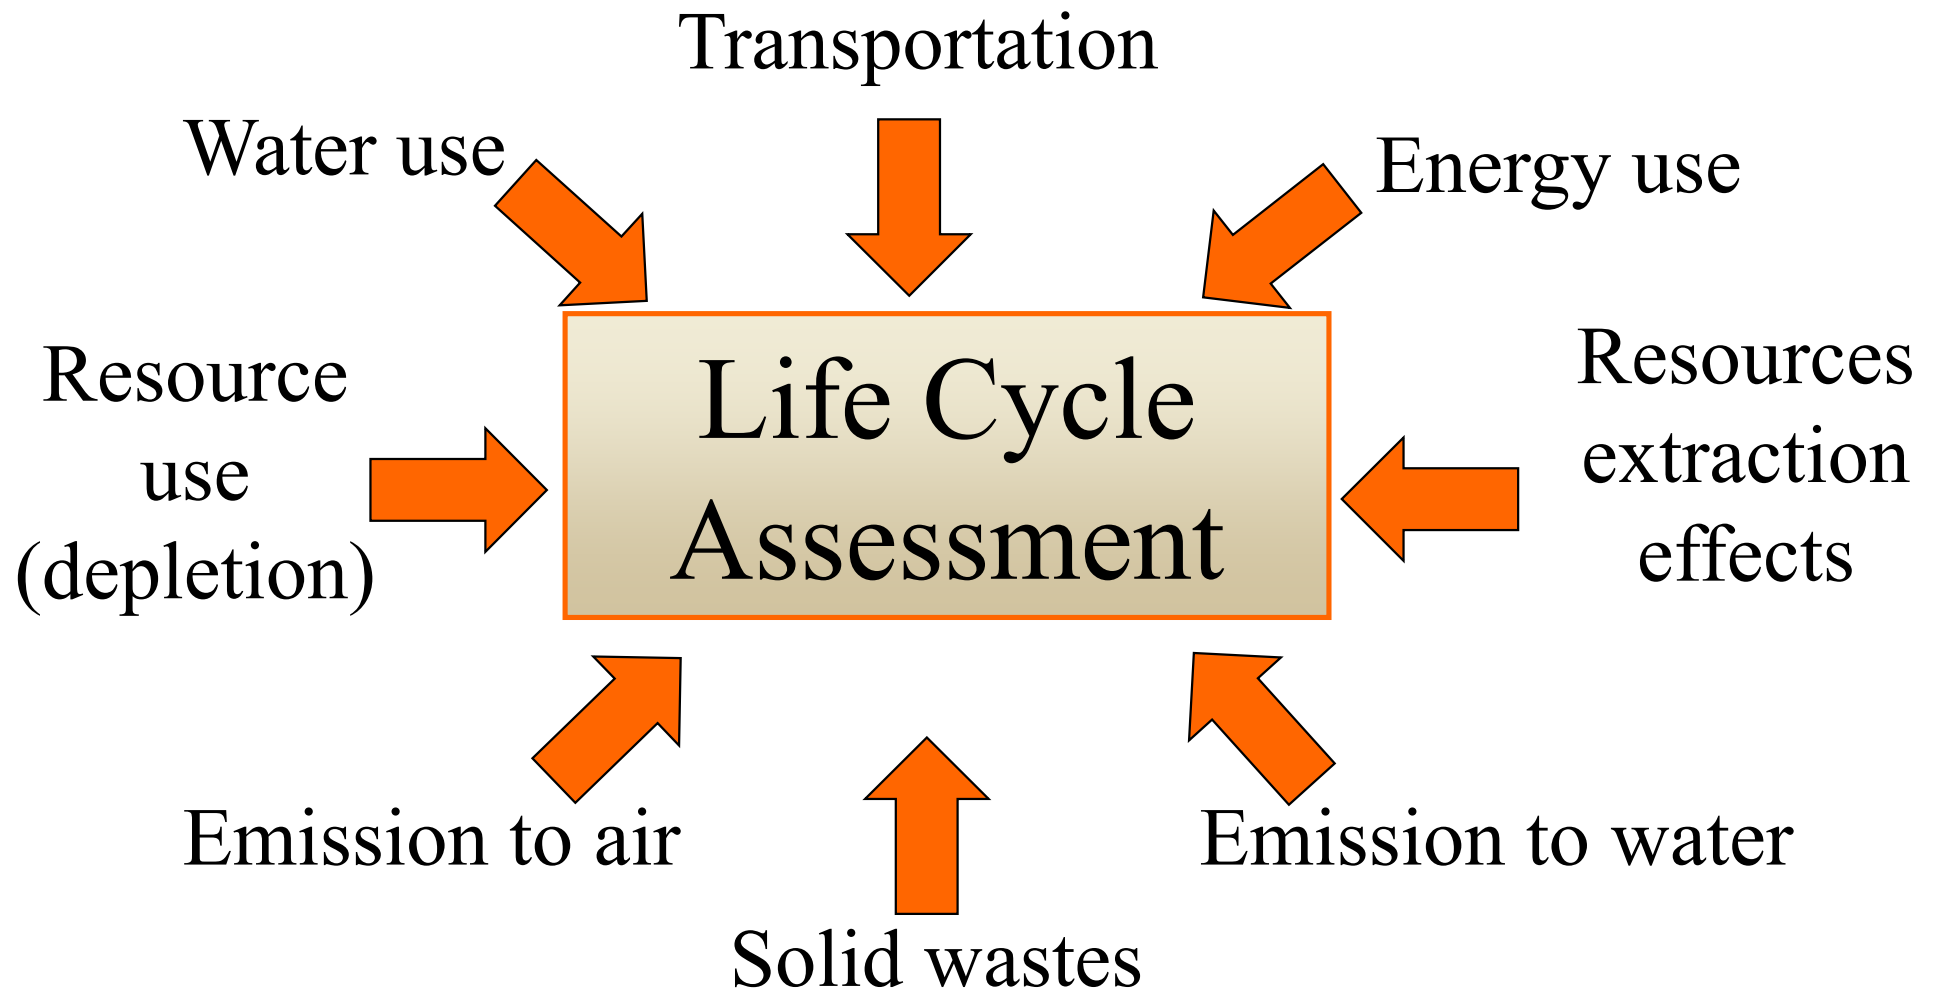 Transportation
Water use
Energy use
Resource
use
(depletion)
Life Cycle
Assessment
Resources
extraction
effects
Emission to air
Emission to water
Solid wastes